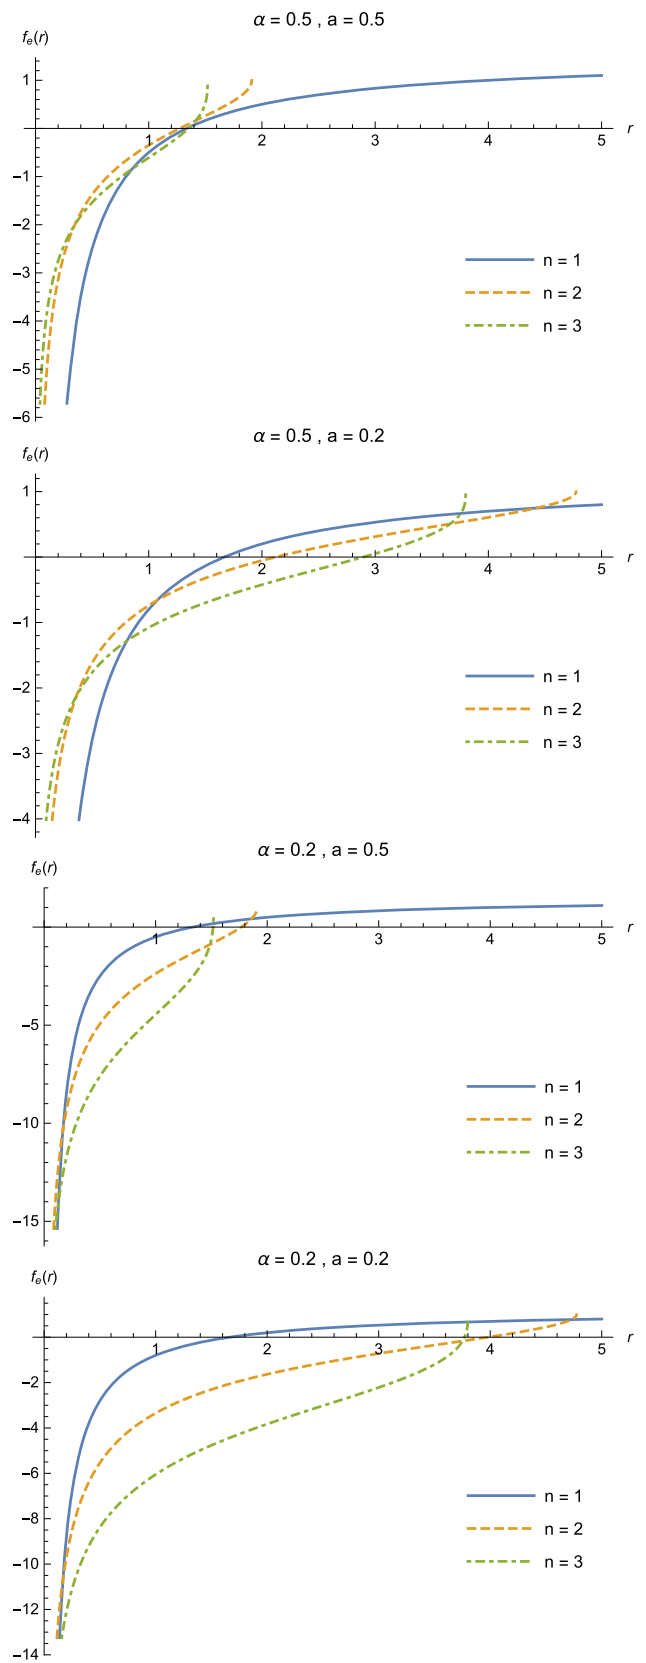 α = 0.5 , a = 0.5
fₑ(r)
1
1 2 3 4 5 r
−1
−2
−3
−4
−5
−6
n = 1
n = 2
n = 3
α = 0.5 , a = 0.2
fₑ(r)
1
1 2 3 4 5 r
−1
−2
−3
−4
n = 1
n = 2
n = 3
α = 0.2 , a = 0.5
fₑ(r)
1 2 3 4 5 r
−5
−10
−15
n = 1
n = 2
n = 3
α = 0.2 , a = 0.2
fₑ(r)
1 2 3 4 5 r
−2
−4
−6
−8
−10
−12
−14
n = 1
n = 2
n = 3